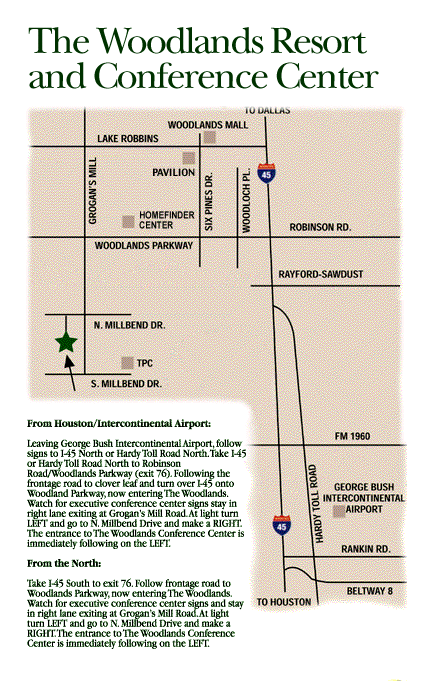 The Woodlands Resort
and Conference Center
TO DALLAS
WOODLANDS MALL
LAKE ROBBINS
PAVILION
GROGAN'S MILL
SIX PINES DR.
WOODLOCH PL.
45
HOMEFINDER
CENTER
ROBINSON RD.
WOODLANDS PARKWAY
RAYFORD-SAWDUST
N. MILLBEND DR.
TPC
S. MILLBEND DR.
From Houston/Intercontinental Airport:
Leaving George Bush Intercontinental Airport, follow
signs to I-45 North or Hardy Toll Road North. Take I-45
or Hardy Toll Road North to Robinson
Road/Woodlands Parkway (exit 76). Following the
frontage road to clover leaf and turn over I-45 onto
Woodland Parkway, now entering The Woodlands.
Watch for executive conference center signs stay in
right lane exiting at Grogan's Mill Road. At light turn
LEFT and go to N. Millbend Drive and make a RIGHT.
The entrance to The Woodlands Conference Center is
immediately following on the LEFT.
From the North:
Take I-45 South to exit 76. Follow frontage road to
Woodlands Parkway, now entering The Woodlands.
Watch for executive conference center signs and stay
in right lane exiting at Grogan's Mill Road. At light
turn LEFT and go to N. Millbend Drive and make a
RIGHT. The entrance to The Woodlands Conference
Center is immediately following on the LEFT.
FM 1960
HARDY TOLL ROAD
GEORGE BUSH
INTERCONTINENTAL
AIRPORT
45
RANKIN RD.
BELTWAY 8
TO HOUSTON